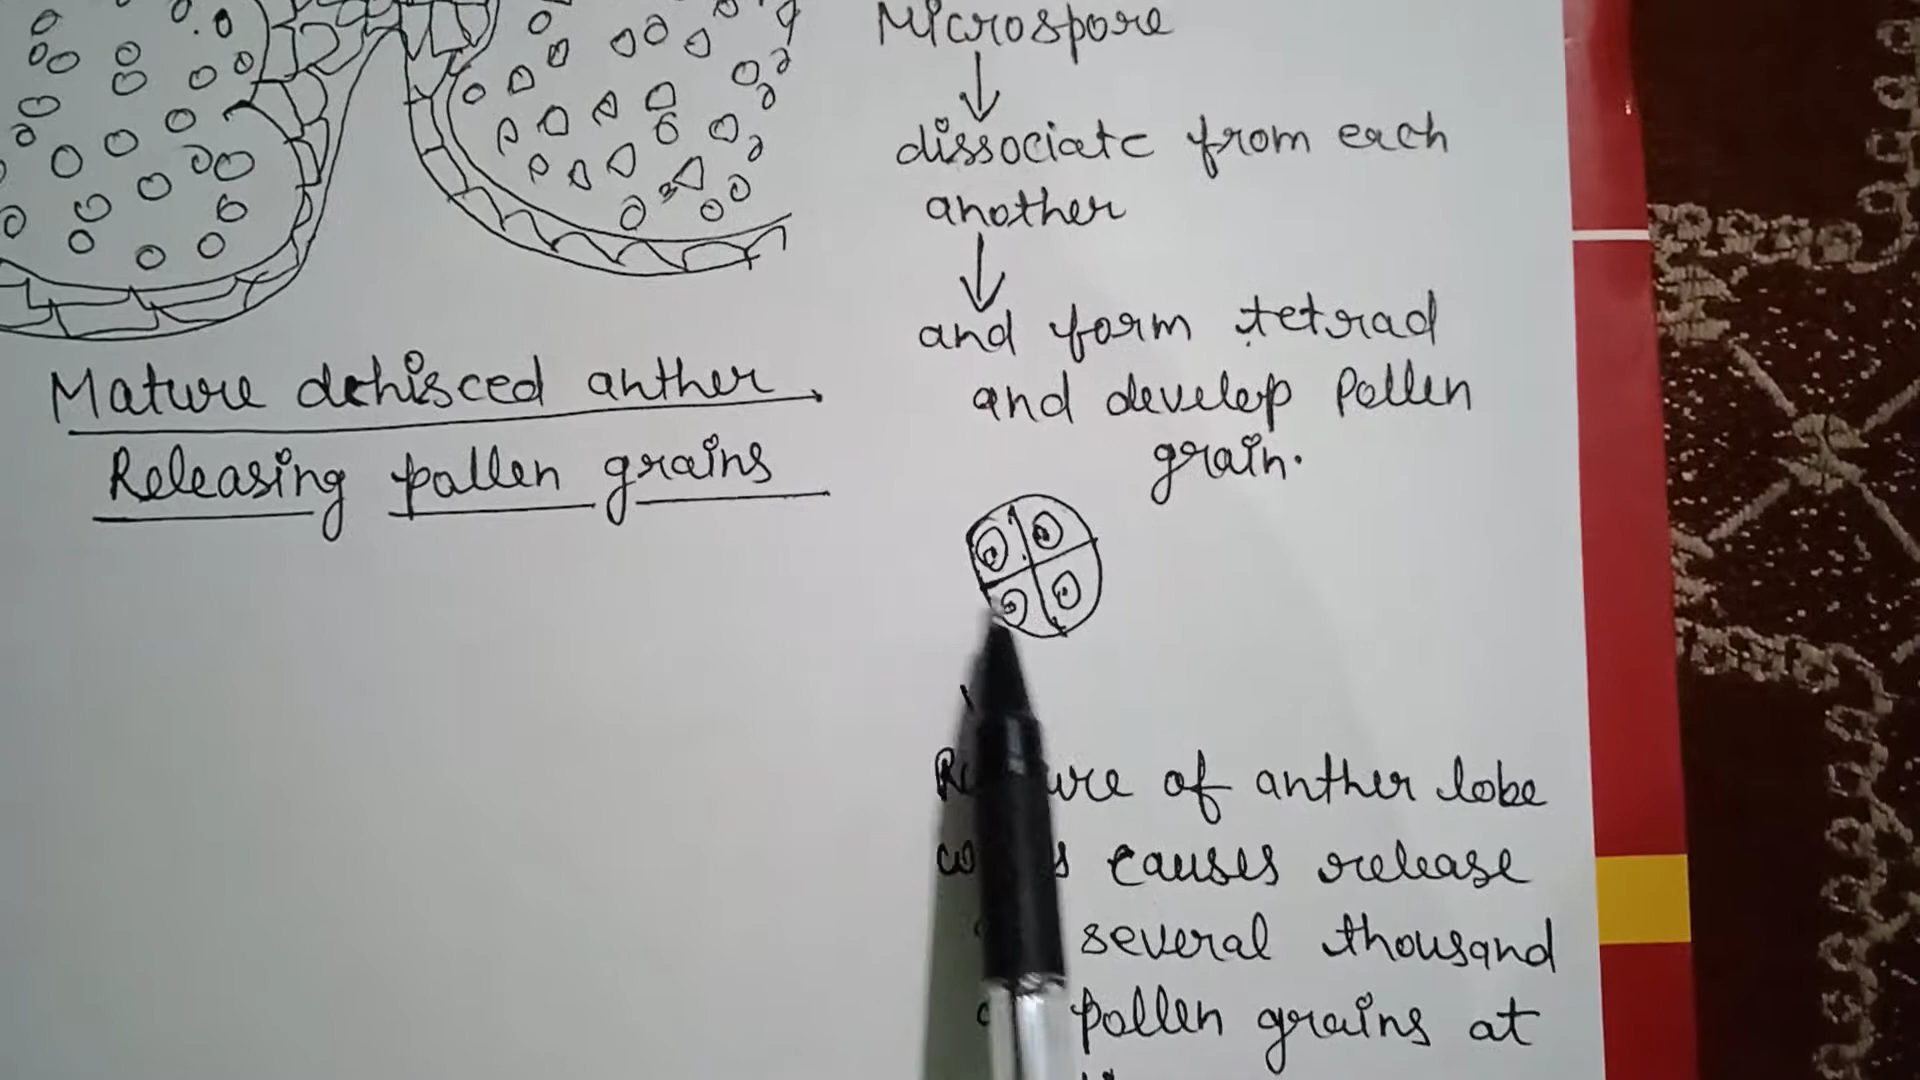 Microspore
dissociate from each
another
and form tetrad
and develop Pollen
grain.
Mature dehisced anther.
Releasing pollen grains
of anther lobe
causes release
several thousand
pollen grains at